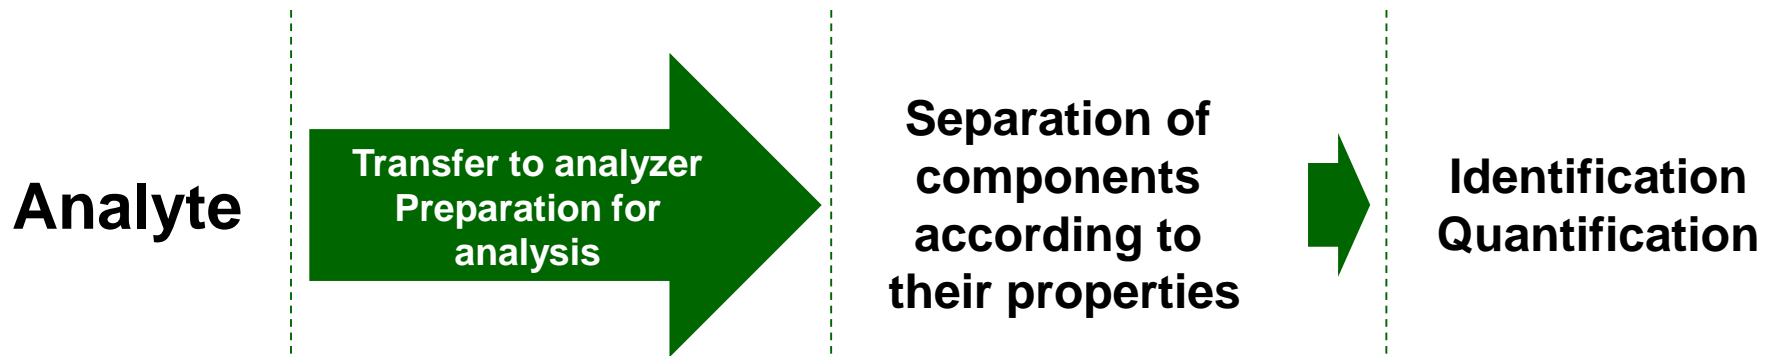 Analyte
Transfer to analyzer
Preparation for
analysis
Separation of
components
according to
their properties
Identification
Quantification